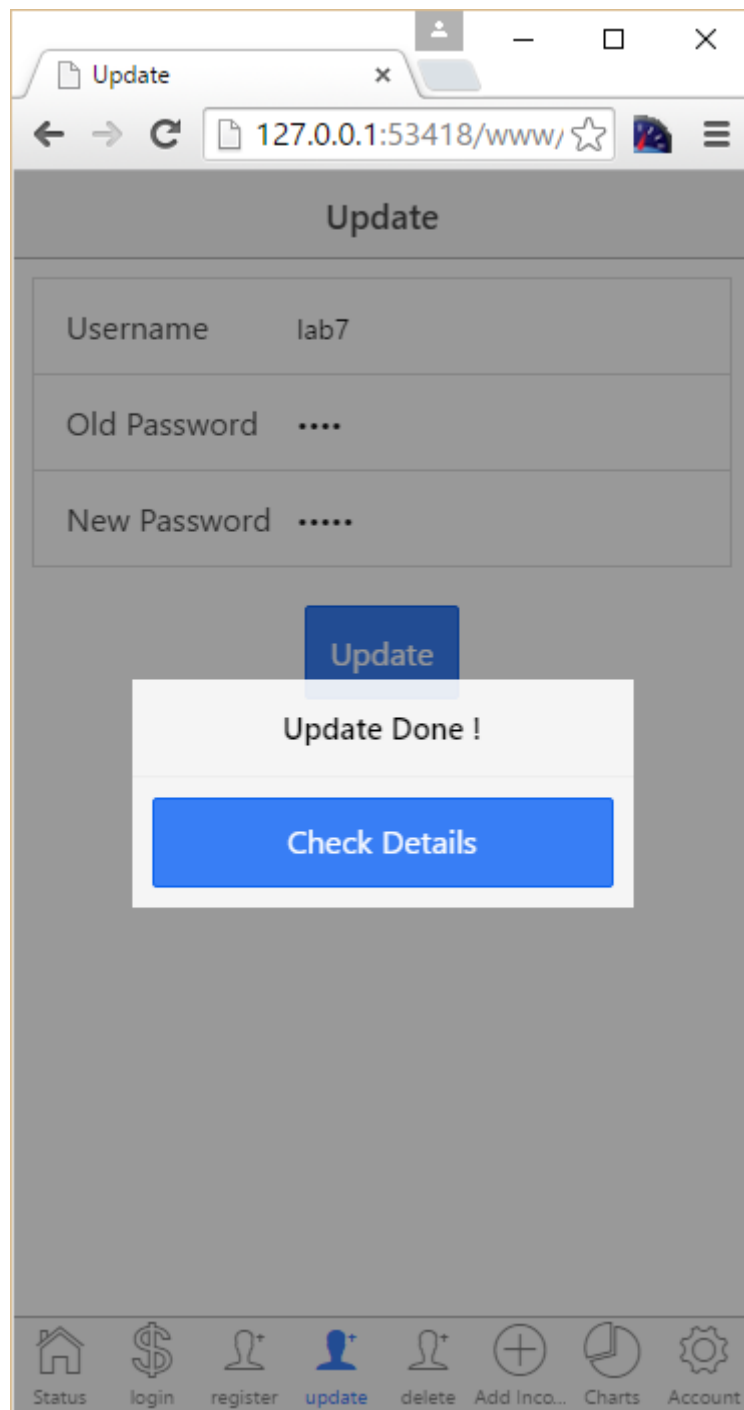 Update
127.0.0.1:53418/www/
Update
Username lab7
Old Password ••••
New Password •••••
Update
Update Done !
Check Details
Status login register update delete Add Inco... Charts Account